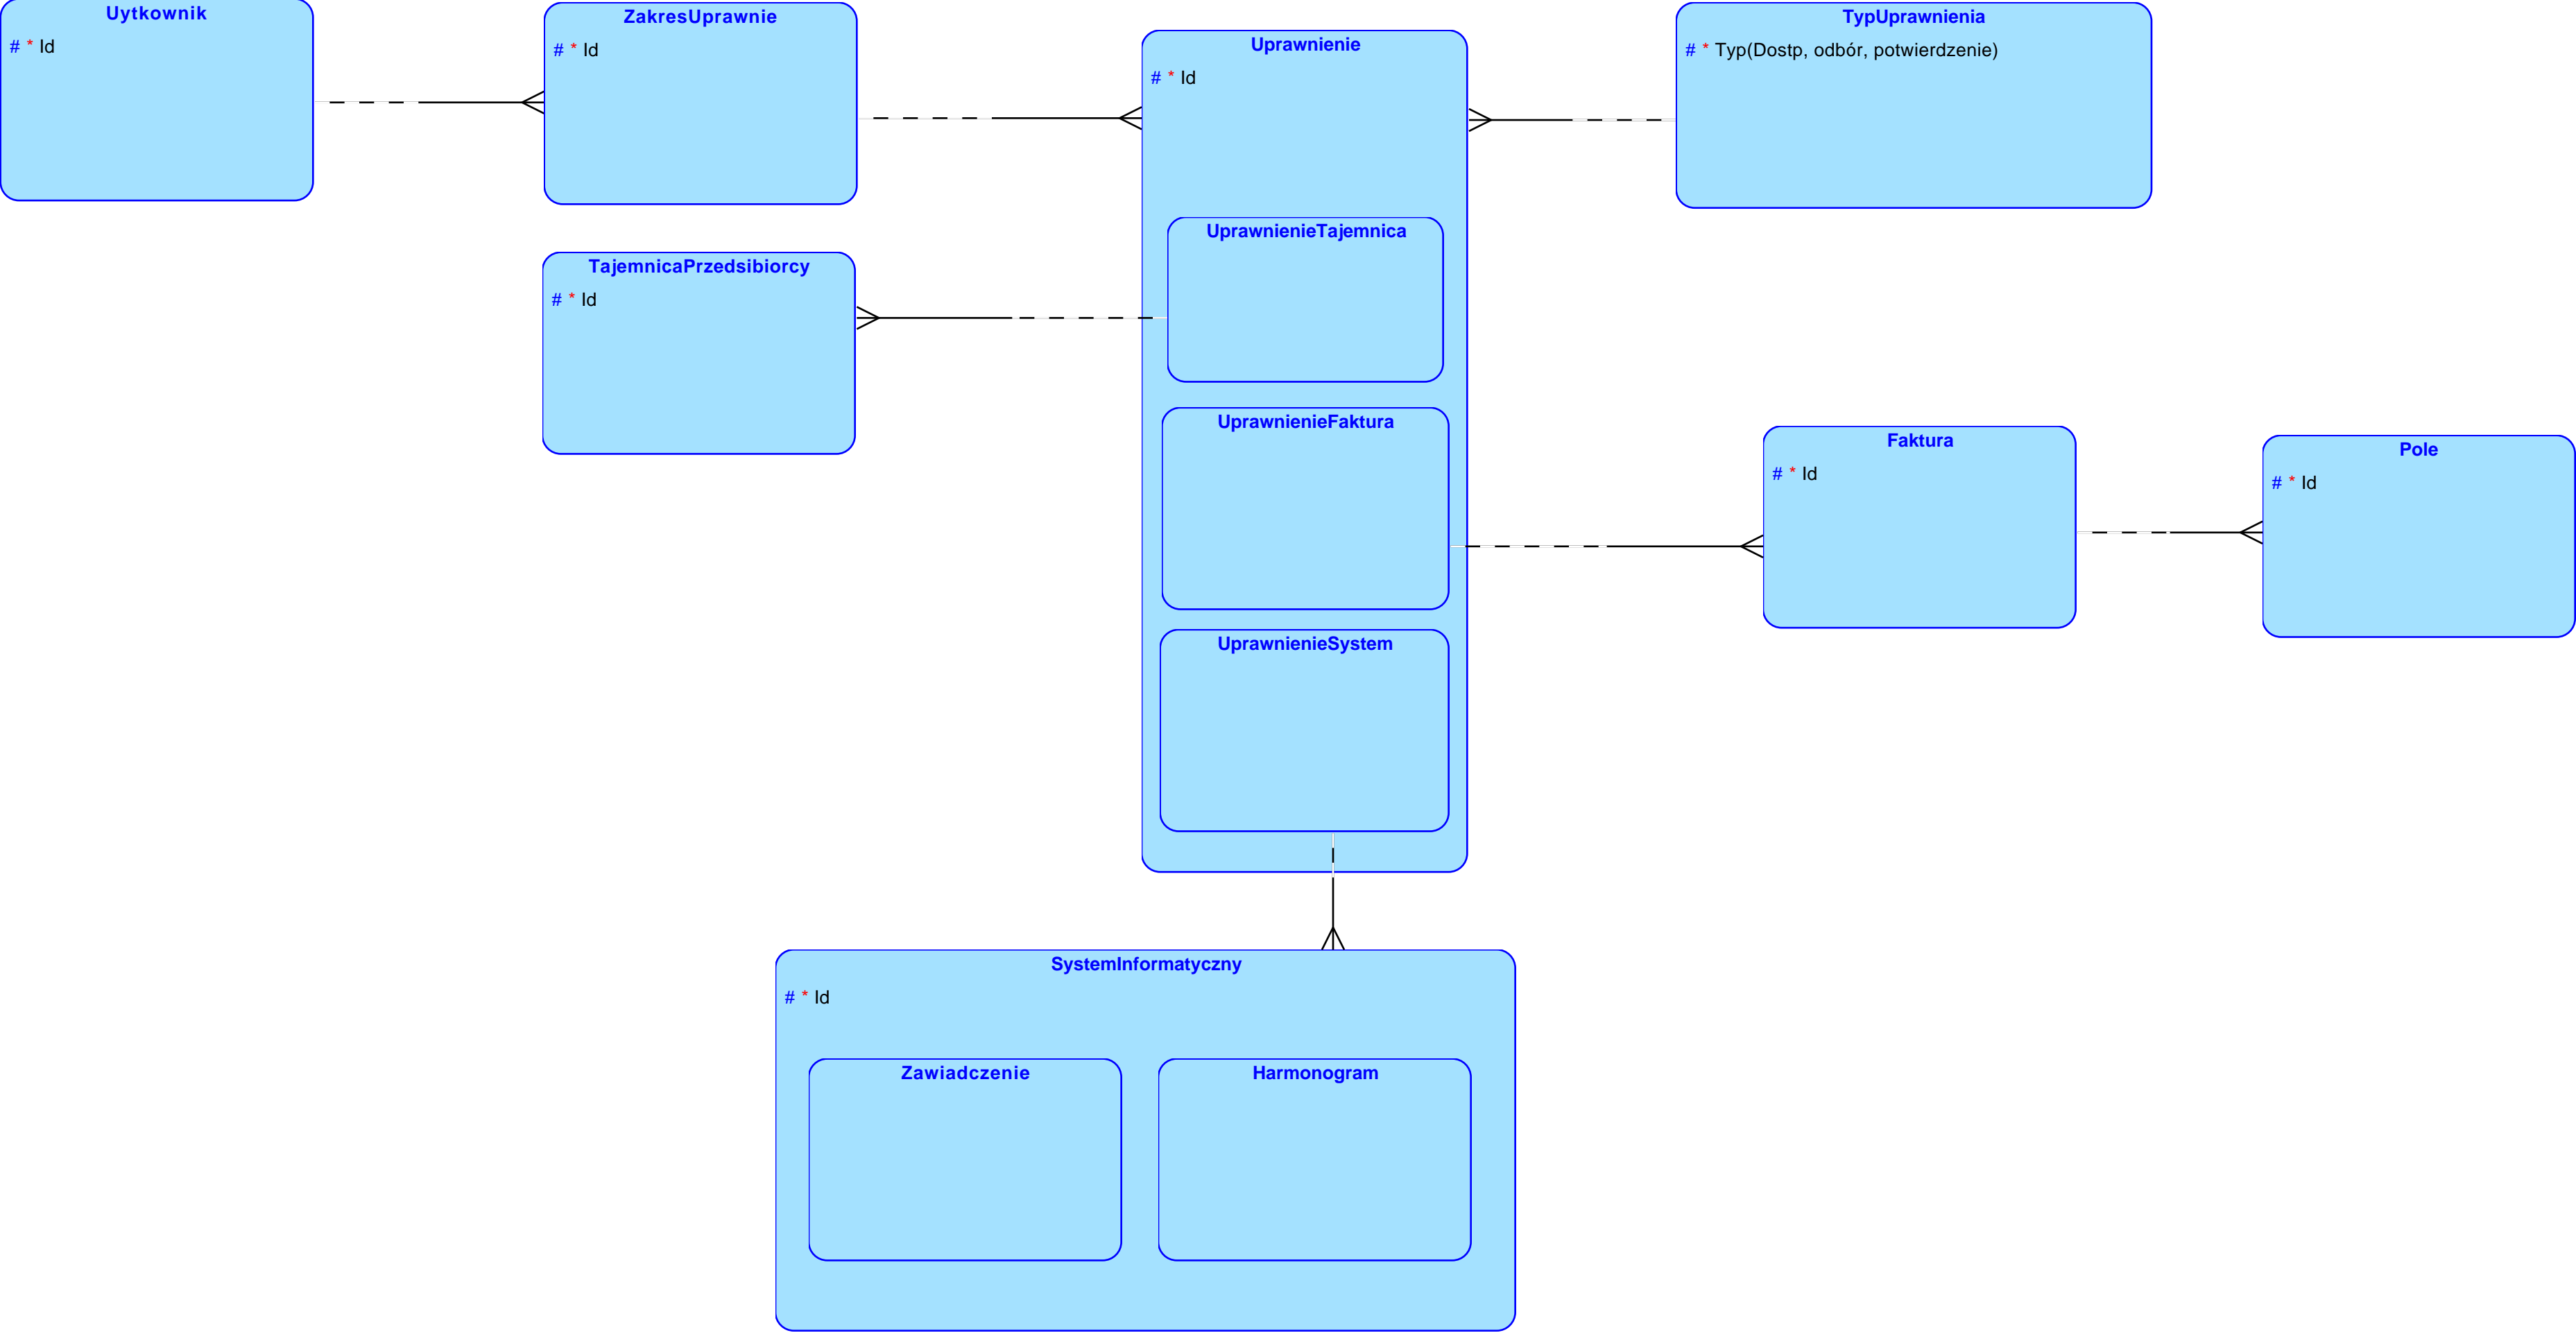 Uytkownik
# * Id
ZakresUprawnie
# * Id
Uprawnienie
# * Id
TypUprawnienia
# * Typ(Dostp, odbór, potwierdzenie)
UprawnienieTajemnica
TajemnicaPrzedsibiorcy
# * Id
UprawnienieFaktura
Faktura
# * Id
Pole
# * Id
UprawnienieSystem
SystemInformatyczny
# * Id
Zawiadczenie
Harmonogram